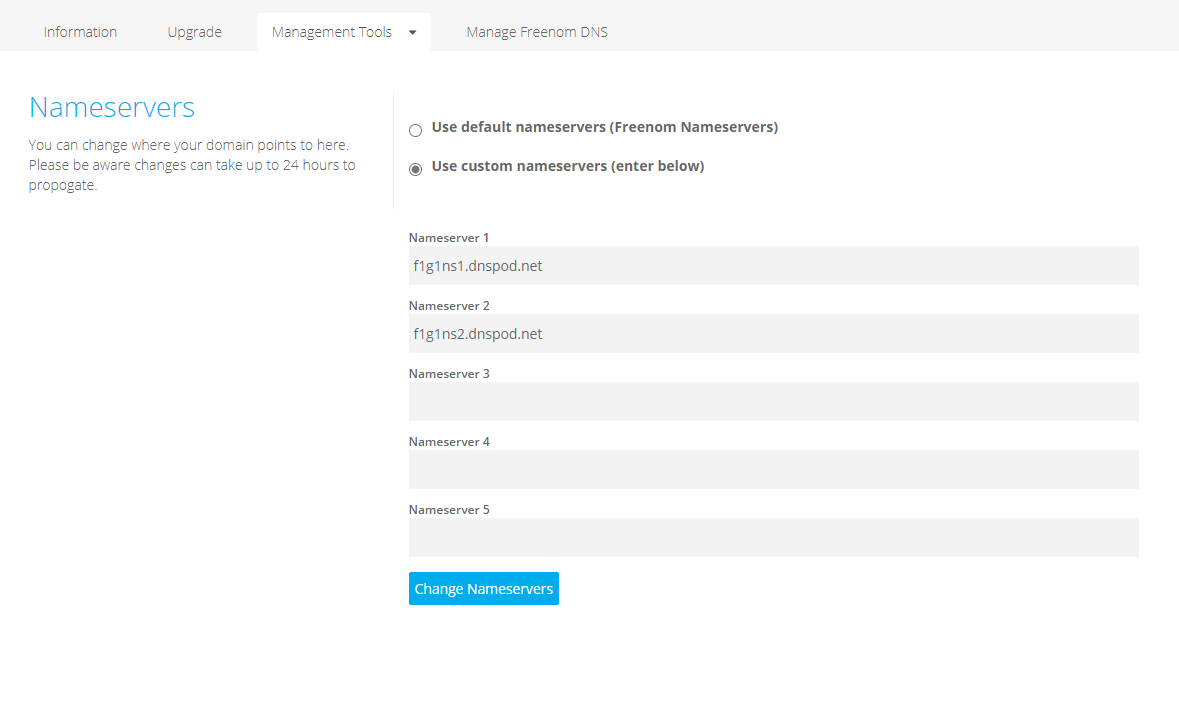 Information
Upgrade
Management Tools
Manage Freenom DNS
Nameservers
You can change where your domain points to here.
Please be aware changes can take up to 24 hours to
propogate.
Use default nameservers (Freenom Nameservers)
Use custom nameservers (enter below)
Nameserver 1
f1g1ns1.dnspod.net
Nameserver 2
f1g1ns2.dnspod.net
Nameserver 3
Nameserver 4
Nameserver 5
Change Nameservers